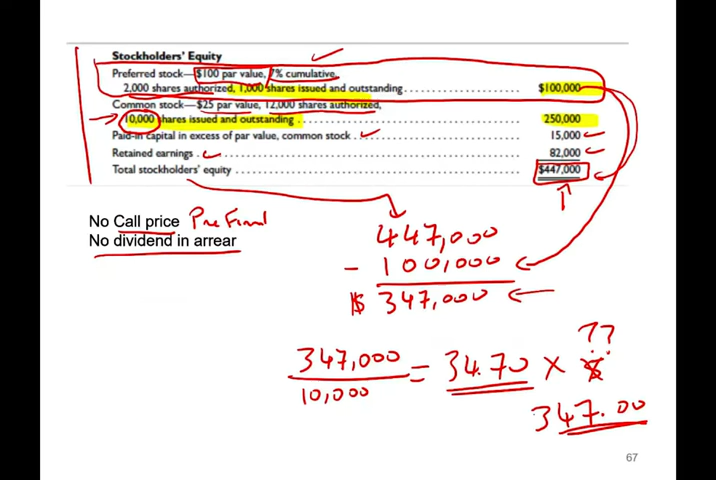 Stockholders' Equity
Preferred stock—$100 par value, 7% cumulative,
2,000 shares authorized, 1,000 shares issued and outstanding.......... $100,000
Common stock—$25 par value, 12,000 shares authorized,
10,000 shares issued and outstanding.......... 250,000
Paid-in capital in excess of par value, common stock.......... 15,000
Retained earnings.......... 82,000
Total stockholders' equity.......... $447,000
No Call price
No dividend in arrear
447,000
- 100,000
$ 347,000
??
347,000 = 34.70 x $
10,000
347.00
67